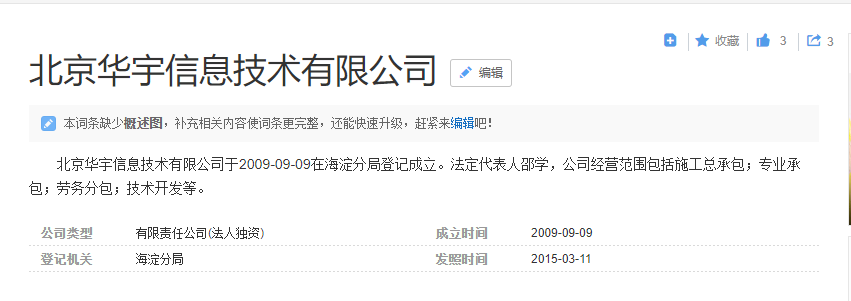 收藏 3 3
北京华宇信息技术有限公司 编辑
本词条缺少概述图，补充相关内容使词条更完整，还能快速升级，赶紧来编辑吧！
北京华宇信息技术有限公司于2009-09-09在海淀分局登记成立。法定代表人邵学，公司经营范围包括施工总承包；专业承
包；劳务分包；技术开发等。
公司类型 有限责任公司(法人独资) 成立时间 2009-09-09
登记机关 海淀分局 发照时间 2015-03-11